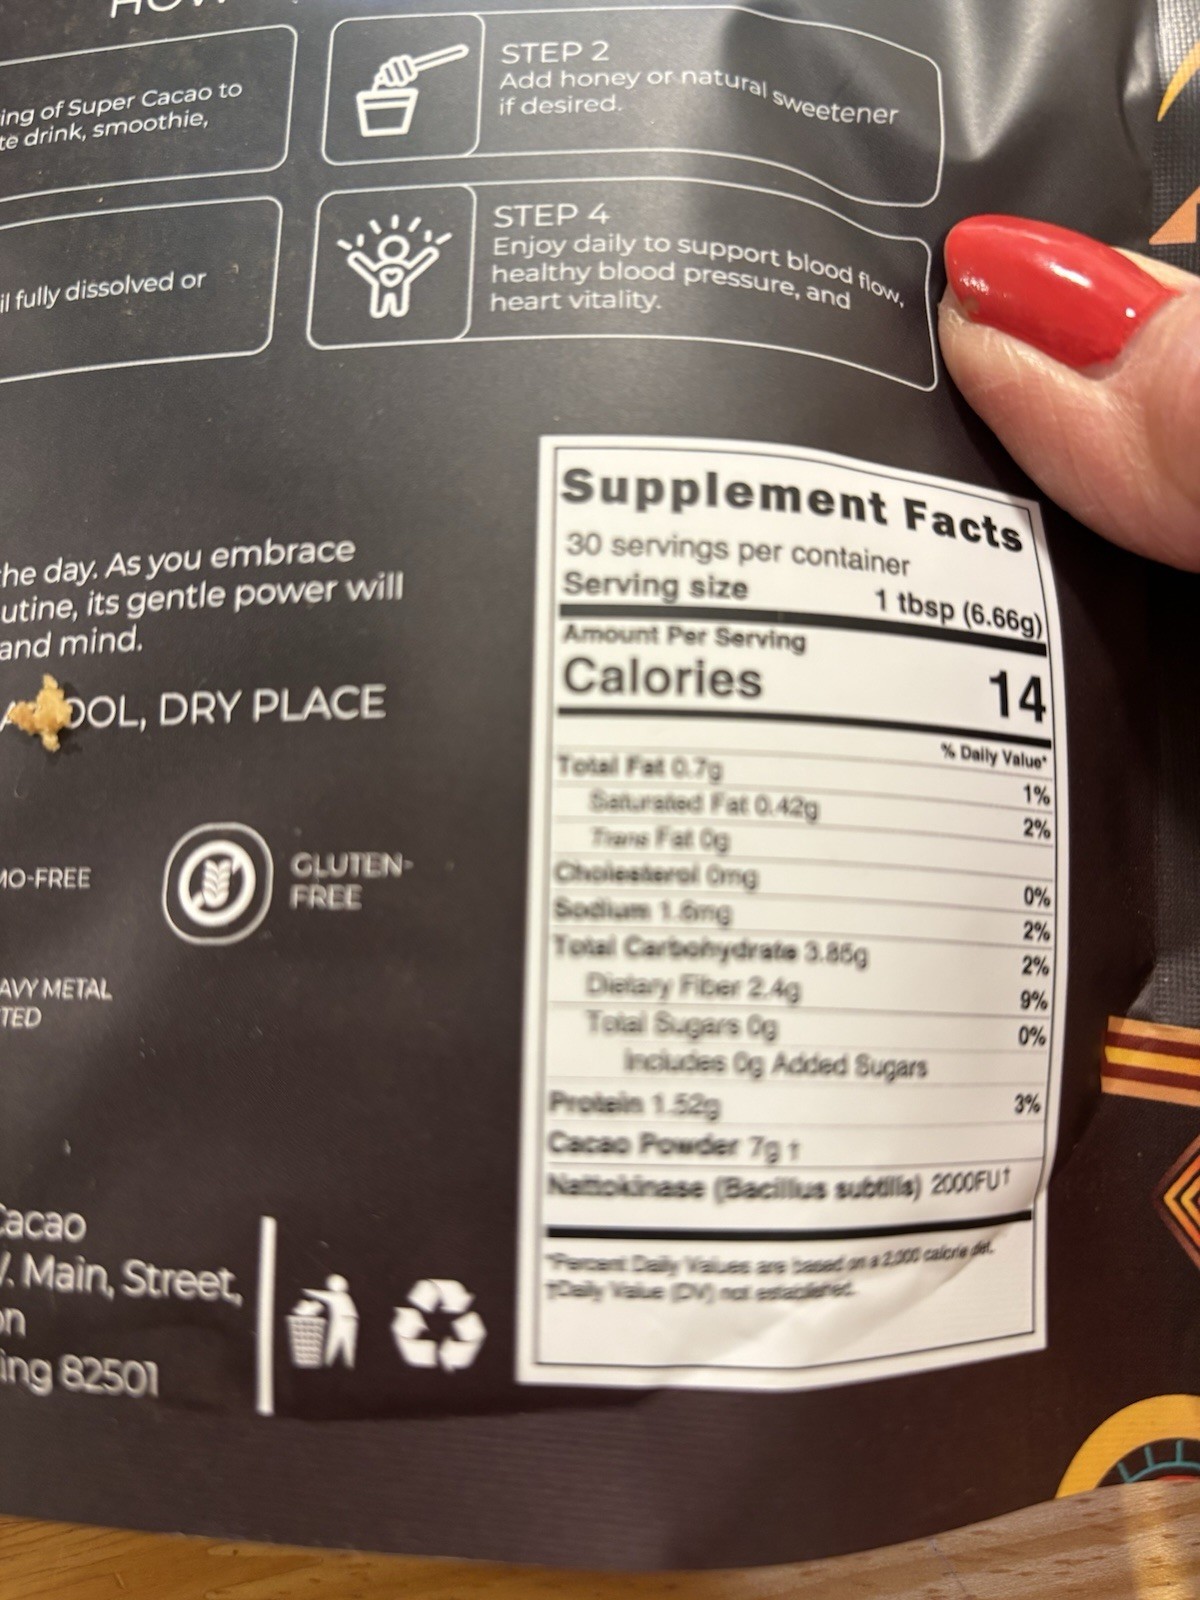 ing of Super Cacao to
te drink, smoothie,
STEP 2
Add honey or natural sweetener
if desired.
il fully dissolved or
STEP 4
Enjoy daily to support blood flow,
healthy blood pressure, and
heart vitality.
the day. As you embrace
utine, its gentle power will
and mind.
OOL, DRY PLACE
MO-FREE
GLUTEN-
FREE
AVY METAL
TED
Cacao
. Main, Street,
on
ing 82501
Supplement Facts
30 servings per container
Serving size 1 tbsp (6.66g)
Amount Per Serving
Calories 14
% Daily Value*
Total Fat 0.7g 1%
Saturated Fat 0.42g 2%
Trans Fat 0g
Cholesterol 0mg 0%
Sodium 1.6mg 2%
Total Carbohydrate 3.85g 2%
Dietary Fiber 2.4g 9%
Total Sugars 0g 0%
Includes 0g Added Sugars
Protein 1.52g 3%
Cacao Powder 7g †
Nattokinase (Bacillus subtilis) 2000FU†
*Percent Daily Values are based on a 2,000 calorie diet.
†Daily Value (DV) not established.